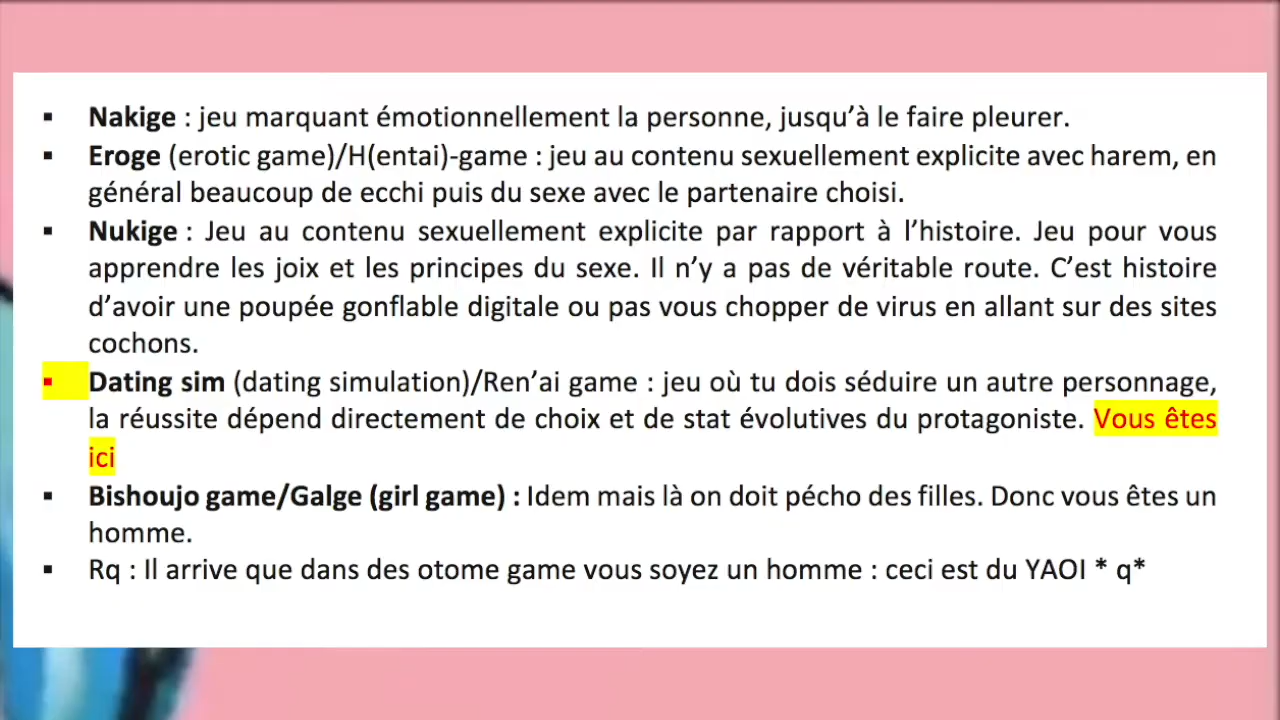 ▪ Nakige : jeu marquant émotionnellement la personne, jusqu’à le faire pleurer.
▪ Eroge (erotic game)/H(entai)-game : jeu au contenu sexuellement explicite avec harem, en
général beaucoup de ecchi puis du sexe avec le partenaire choisi.
▪ Nukige : Jeu au contenu sexuellement explicite par rapport à l’histoire. Jeu pour vous
apprendre les joix et les principes du sexe. Il n’y a pas de véritable route. C’est histoire
d’avoir une poupée gonflable digitale ou pas vous chopper de virus en allant sur des sites
cochons.
▪ Dating sim (dating simulation)/Ren’ai game : jeu où tu dois séduire un autre personnage,
la réussite dépend directement de choix et de stat évolutives du protagoniste. Vous êtes
ici
▪ Bishoujo game/Galge (girl game) : Idem mais là on doit pécho des filles. Donc vous êtes un
homme.
▪ Rq : Il arrive que dans des otome game vous soyez un homme : ceci est du YAOI * q*